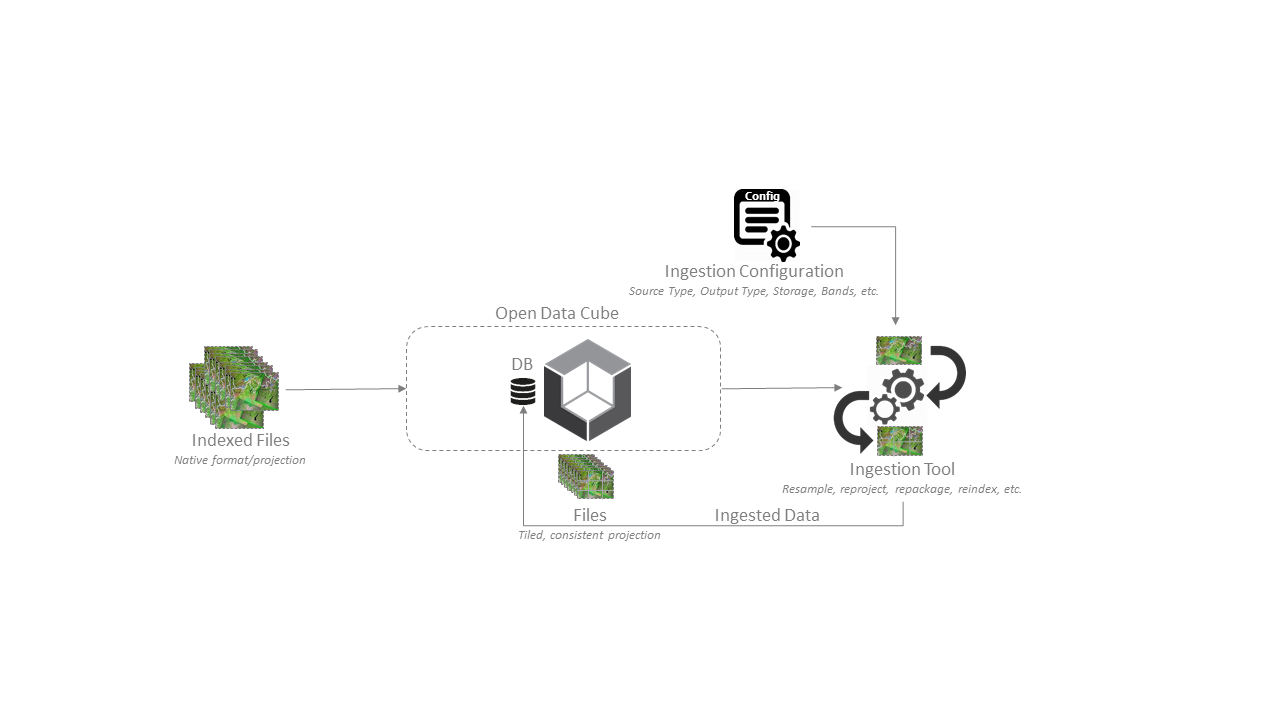 Config
Ingestion Configuration
Source Type, Output Type, Storage, Bands, etc.
Open Data Cube
DB
Indexed Files
Native format/projection
Ingestion Tool
Resample, reproject, repackage, reindex, etc.
Files
Ingested Data
Tiled, consistent projection